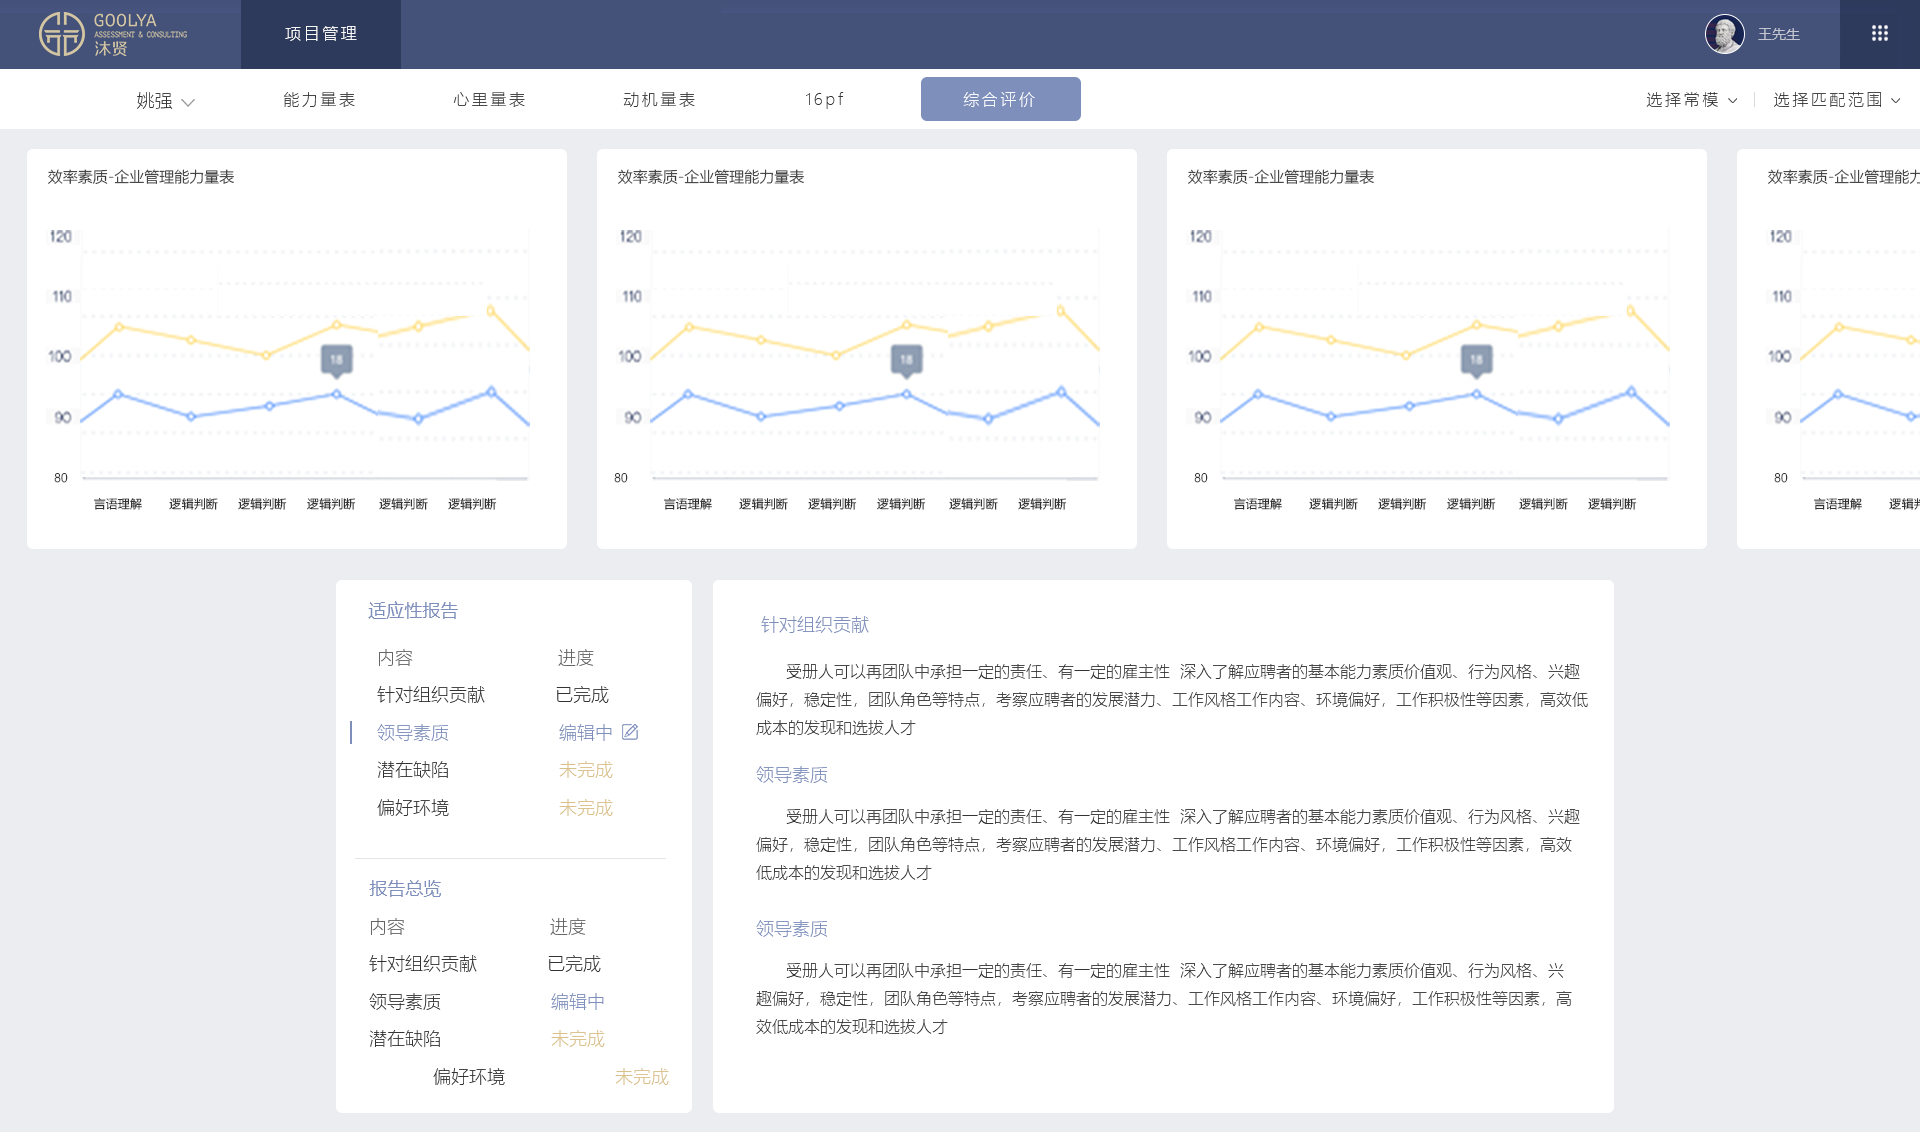 GOOLYA
ASSESSMENT & CONSULTING
沐贤
项目管理
王先生
姚强
能力量表
心里量表
动机量表
16pf
综合评价
选择常模
选择匹配范围
效率素质-企业管理能力量表
120
110
100
90
80
18
言语理解 逻辑判断 逻辑判断 逻辑判断 逻辑判断 逻辑判断
效率素质-企业管理能力量表
120
110
100
90
80
18
言语理解 逻辑判断 逻辑判断 逻辑判断 逻辑判断 逻辑判断
效率素质-企业管理能力量表
120
110
100
90
80
18
言语理解 逻辑判断 逻辑判断 逻辑判断 逻辑判断 逻辑判断
效率素质-企业管理能力
120
110
100
90
80
言语理解 逻辑
适应性报告
内容 进度
针对组织贡献 已完成
领导素质 编辑中
潜在缺陷 未完成
偏好环境 未完成
报告总览
内容 进度
针对组织贡献 已完成
领导素质 编辑中
潜在缺陷 未完成
偏好环境 未完成
针对组织贡献
受册人可以再团队中承担一定的责任、有一定的雇主性 深入了解应聘者的基本能力素质价值观、行为风格、兴趣
偏好，稳定性，团队角色等特点，考察应聘者的发展潜力、工作风格工作内容、环境偏好，工作积极性等因素，高效低
成本的发现和选拔人才
领导素质
受册人可以再团队中承担一定的责任、有一定的雇主性 深入了解应聘者的基本能力素质价值观、行为风格、兴趣
偏好，稳定性，团队角色等特点，考察应聘者的发展潜力、工作风格工作内容、环境偏好，工作积极性等因素，高效
低成本的发现和选拔人才
领导素质
受册人可以再团队中承担一定的责任、有一定的雇主性 深入了解应聘者的基本能力素质价值观、行为风格、兴
趣偏好，稳定性，团队角色等特点，考察应聘者的发展潜力、工作风格工作内容、环境偏好，工作积极性等因素，高
效低成本的发现和选拔人才